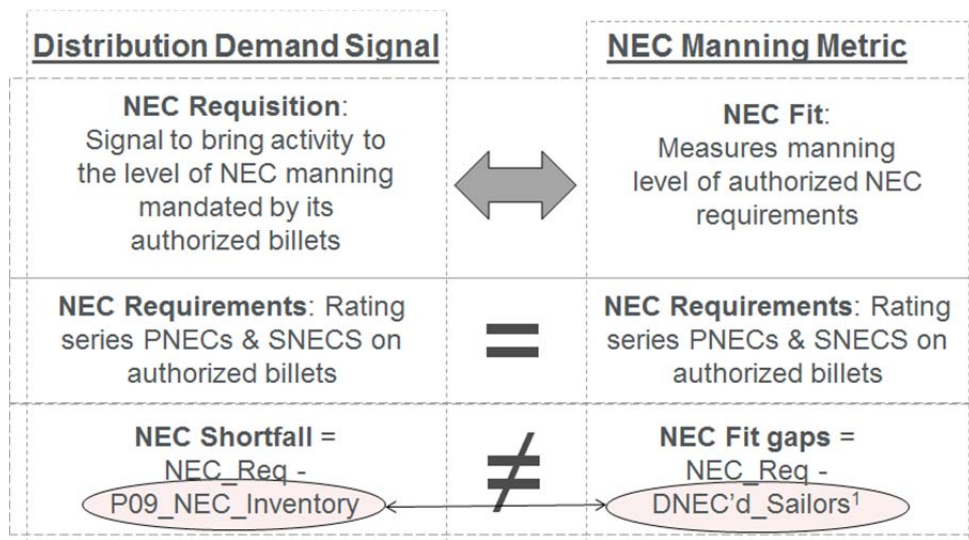 Distribution Demand Signal
NEC Manning Metric
NEC Requisition:
Signal to bring activity to
the level of NEC manning
mandated by its
authorized billets
NEC Fit:
Measures manning
level of authorized NEC
requirements
NEC Requirements: Rating
series PNECs & SNECS on
authorized billets
=
NEC Requirements: Rating
series PNECs & SNECS on
authorized billets
NEC Shortfall =
NEC_Req -
P09_NEC_Inventory
≠
NEC Fit gaps =
NEC_Req -
DNEC’d_Sailors¹